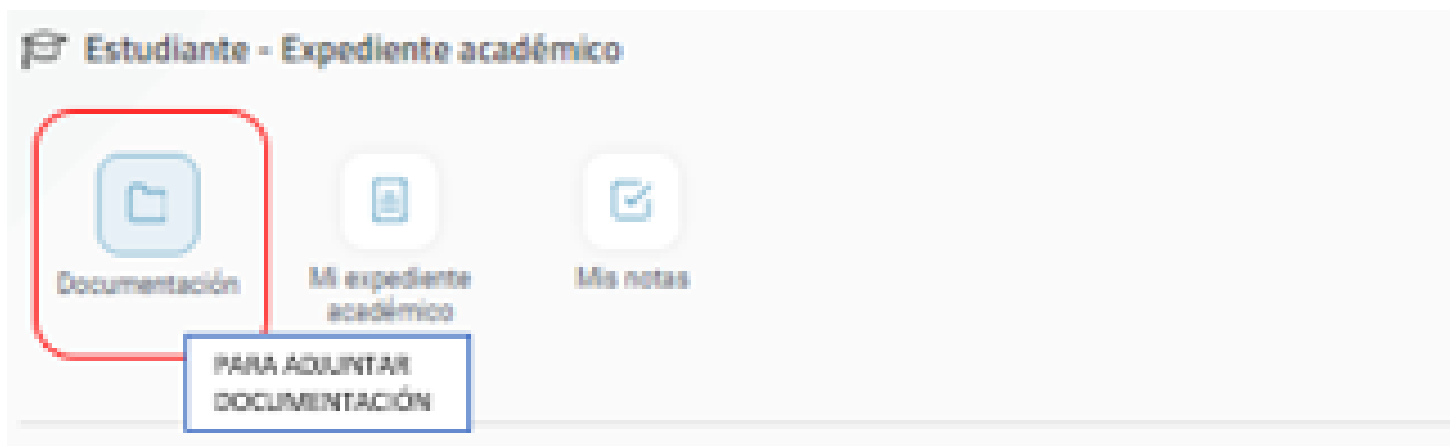 Estudiante - Expediente académico
Documentación
Mi expediente
académico
Mis notas
PARA ADJUNTAR
DOCUMENTACIÓN